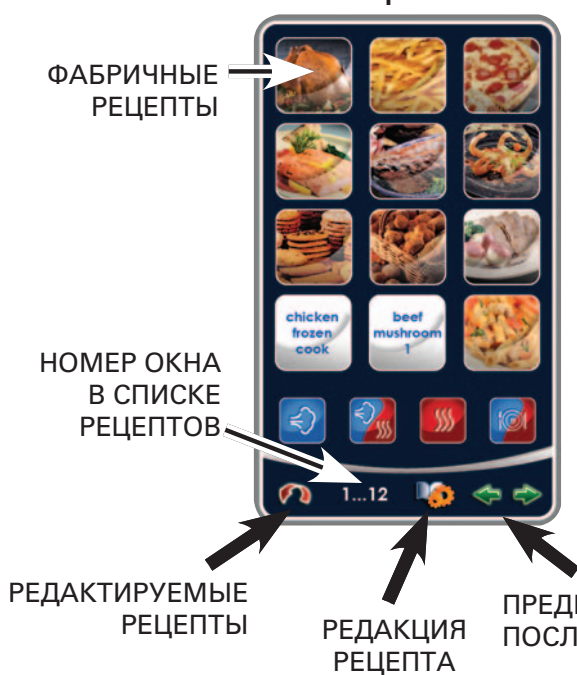 ФАБРИЧНЫЕ
РЕЦЕПТЫ
chicken
frozen
cook
beef
mushroom
1
НОМЕР ОКНА
В СПИСКЕ
РЕЦЕПТОВ
1...12
РЕДАКТИРУЕМЫЕ
РЕЦЕПТЫ
РЕДАКЦИЯ
РЕЦЕПТА